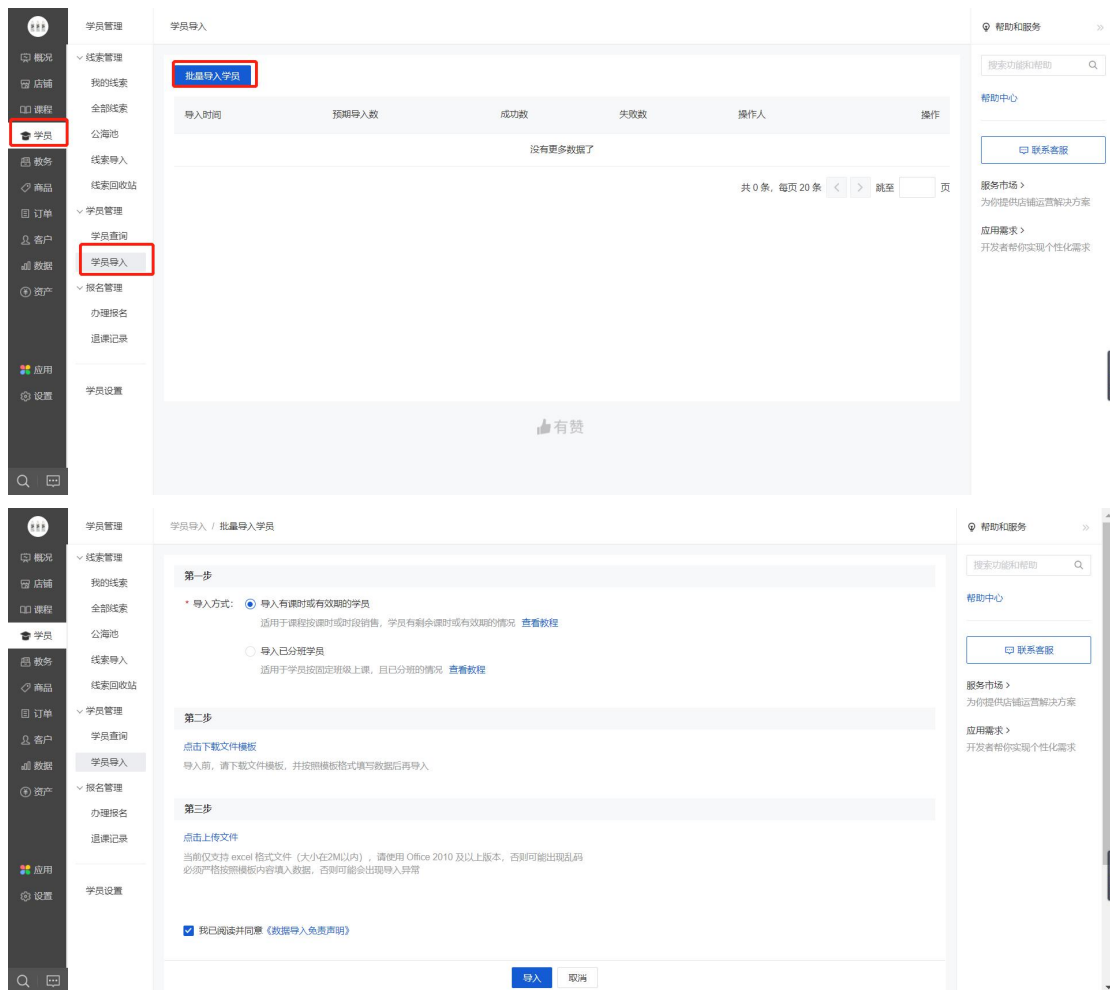 学员管理
学员导入
帮助和服务
概况
店铺
课程
学员
教务
商品
订单
客户
数据
资产
应用
设置
线索管理
我的线索
全部线索
公海池
线索导入
线索回收站
学员管理
学员查询
学员导入
报名管理
办理报名
退课记录
学员设置
批量导入学员
导入时间 预期导入数 成功数 失败数 操作人 操作
没有更多数据了
共 0 条，每页 20 条 跳至 页
有赞
搜索功能和帮助
帮助中心
联系客服
服务市场 >
为你提供店铺运营解决方案
应用需求 >
开发者帮你实现个性化需求
学员管理
学员导入 / 批量导入学员
帮助和服务
概况
店铺
课程
学员
教务
商品
订单
客户
数据
资产
应用
设置
线索管理
我的线索
全部线索
公海池
线索导入
线索回收站
学员管理
学员查询
学员导入
报名管理
办理报名
退课记录
学员设置
第一步
* 导入方式： 导入有课时或有效期的学员
适用于课程按课时或时段销售，学员有剩余课时或有效期的情况 查看教程
导入已分班学员
适用于学员按固定班级上课，且已分班的情况 查看教程
第二步
点击下载文件模板
导入前，请下载文件模板，并按照模板格式填写数据后再导入
第三步
点击上传文件
当前仅支持 excel 格式文件（大小在2M以内），请使用 Office 2010 及以上版本，否则可能出现乱码
必须严格按照模板内容填入数据，否则可能会出现导入异常
我已阅读并同意《数据导入免责声明》
导入 取消
搜索功能和帮助
帮助中心
联系客服
服务市场 >
为你提供店铺运营解决方案
应用需求 >
开发者帮你实现个性化需求